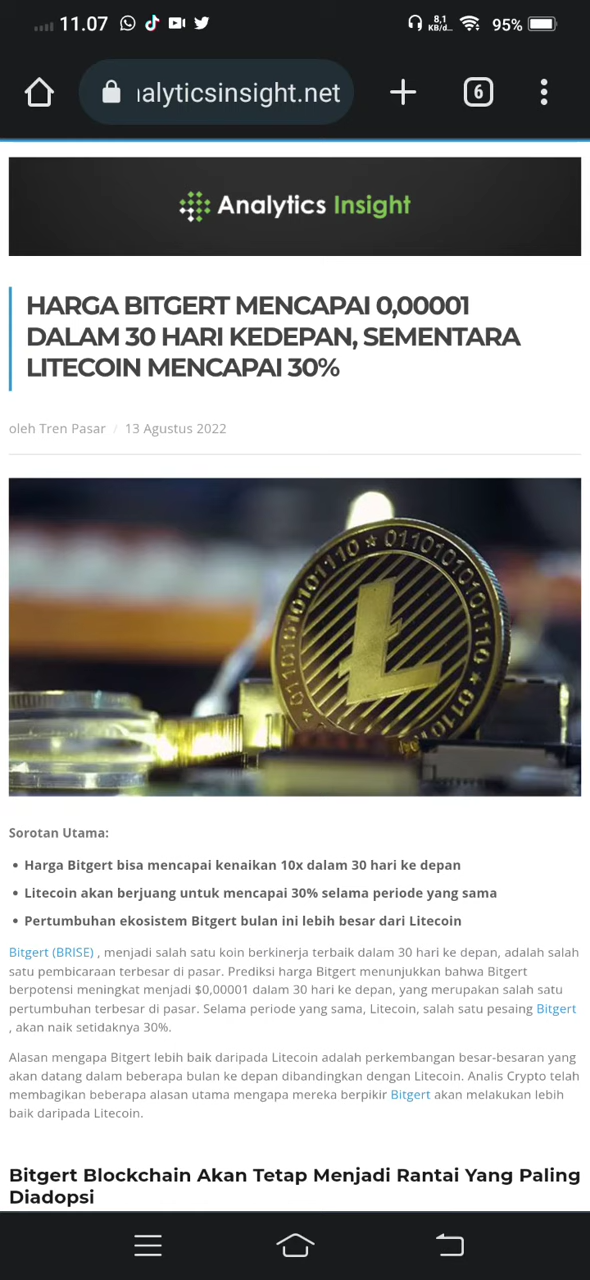 11.07
8,1
KB/d...
95%
alyticsinsight.net
6
Analytics Insight
HARGA BITGERT MENCAPAI 0,00001
DALAM 30 HARI KEDEPAN, SEMENTARA
LITECOIN MENCAPAI 30%
oleh Tren Pasar / 13 Agustus 2022
Sorotan Utama:
• Harga Bitgert bisa mencapai kenaikan 10x dalam 30 hari ke depan
• Litecoin akan berjuang untuk mencapai 30% selama periode yang sama
• Pertumbuhan ekosistem Bitgert bulan ini lebih besar dari Litecoin
Bitgert (BRISE) , menjadi salah satu koin berkinerja terbaik dalam 30 hari ke depan, adalah salah
satu pembicaraan terbesar di pasar. Prediksi harga Bitgert menunjukkan bahwa Bitgert
berpotensi meningkat menjadi $0,00001 dalam 30 hari ke depan, yang merupakan salah satu
pertumbuhan terbesar di pasar. Selama periode yang sama, Litecoin, salah satu pesaing Bitgert
, akan naik setidaknya 30%.
Alasan mengapa Bitgert lebih baik daripada Litecoin adalah perkembangan besar-besaran yang
akan datang dalam beberapa bulan ke depan dibandingkan dengan Litecoin. Analis Crypto telah
membagikan beberapa alasan utama mengapa mereka berpikir Bitgert akan melakukan lebih
baik daripada Litecoin.
Bitgert Blockchain Akan Tetap Menjadi Rantai Yang Paling
Diadopsi